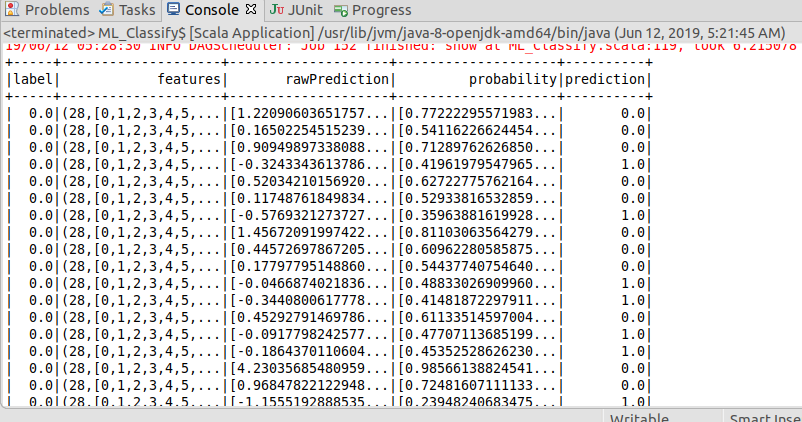 Problems Tasks Console JUnit Progress
<terminated> ML_Classify$ [Scala Application] /usr/lib/jvm/java-8-openjdk-amd64/bin/java (Jun 12, 2019, 5:21:45 AM)
19/06/12 05:28:30 INFO DAGScheduler: Job 152 finished: show at ML_Classify.scala:119, took 6.215078
+-----+--------------------+--------------------+--------------------+----------+
|label| features| rawPrediction| probability|prediction|
+-----+--------------------+--------------------+--------------------+----------+
| 0.0|(28,[0,1,2,3,4,5,...|[1.22090603651757...|[0.77222295571983...| 0.0|
| 0.0|(28,[0,1,2,3,4,5,...|[0.16502254515239...|[0.54116226624454...| 0.0|
| 0.0|(28,[0,1,2,3,4,5,...|[0.90949897338088...|[0.71289762626850...| 0.0|
| 0.0|(28,[0,1,2,3,4,5,...|[-0.3243343613786...|[0.41961979547965...| 1.0|
| 0.0|(28,[0,1,2,3,4,5,...|[0.52034210156920...|[0.62722775762164...| 0.0|
| 0.0|(28,[0,1,2,3,4,5,...|[0.11748761849834...|[0.52933816532859...| 0.0|
| 0.0|(28,[0,1,2,3,4,5,...|[-0.5769321273727...|[0.35963881619928...| 1.0|
| 0.0|(28,[0,1,2,3,4,5,...|[1.45672091997422...|[0.81103063564279...| 0.0|
| 0.0|(28,[0,1,2,3,4,5,...|[0.44572697867205...|[0.60962280585875...| 0.0|
| 0.0|(28,[0,1,2,3,4,5,...|[0.17797795148860...|[0.54437740754640...| 0.0|
| 0.0|(28,[0,1,2,3,4,5,...|[-0.0466874021836...|[0.48833026909960...| 1.0|
| 0.0|(28,[0,1,2,3,4,5,...|[-0.3440800617778...|[0.41481872297911...| 1.0|
| 0.0|(28,[0,1,2,3,4,5,...|[0.45292791469786...|[0.61133514597004...| 0.0|
| 0.0|(28,[0,1,2,3,4,5,...|[-0.0917798242577...|[0.47707113685199...| 1.0|
| 0.0|(28,[0,1,2,3,4,5,...|[-0.1864370110604...|[0.45352528626230...| 1.0|
| 0.0|(28,[0,1,2,3,4,5,...|[4.23035685480959...|[0.98566138824541...| 0.0|
| 0.0|(28,[0,1,2,3,4,5,...|[0.96847822122948...|[0.72481607111133...| 0.0|
| 0.0|(28,[0,1,2,3,4,5,...|[-1.1555192888535...|[0.23948240683475...| 1.0|
Writable Smart Inse